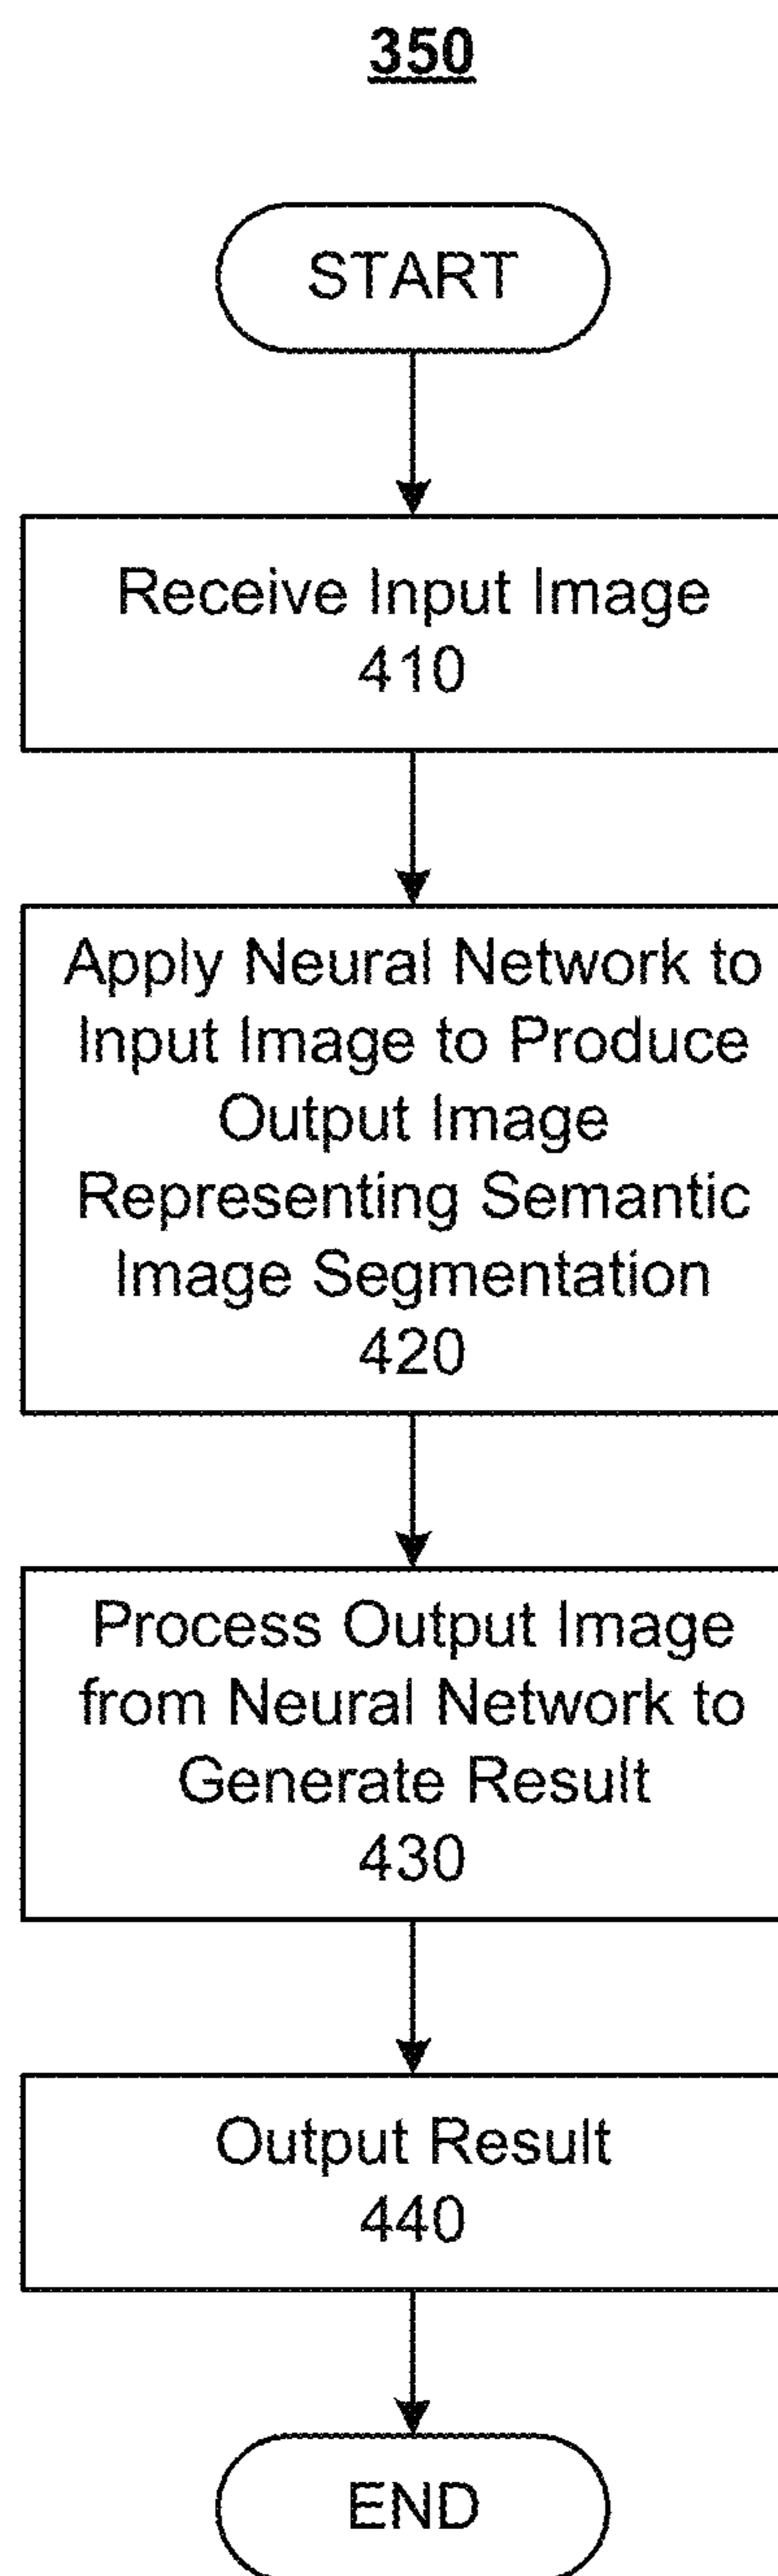 350
START
Receive Input Image
410
Apply Neural Network to
Input Image to Produce
Output Image
Representing Semantic
Image Segmentation
420
Process Output Image
from Neural Network to
Generate Result
430
Output Result
440
END